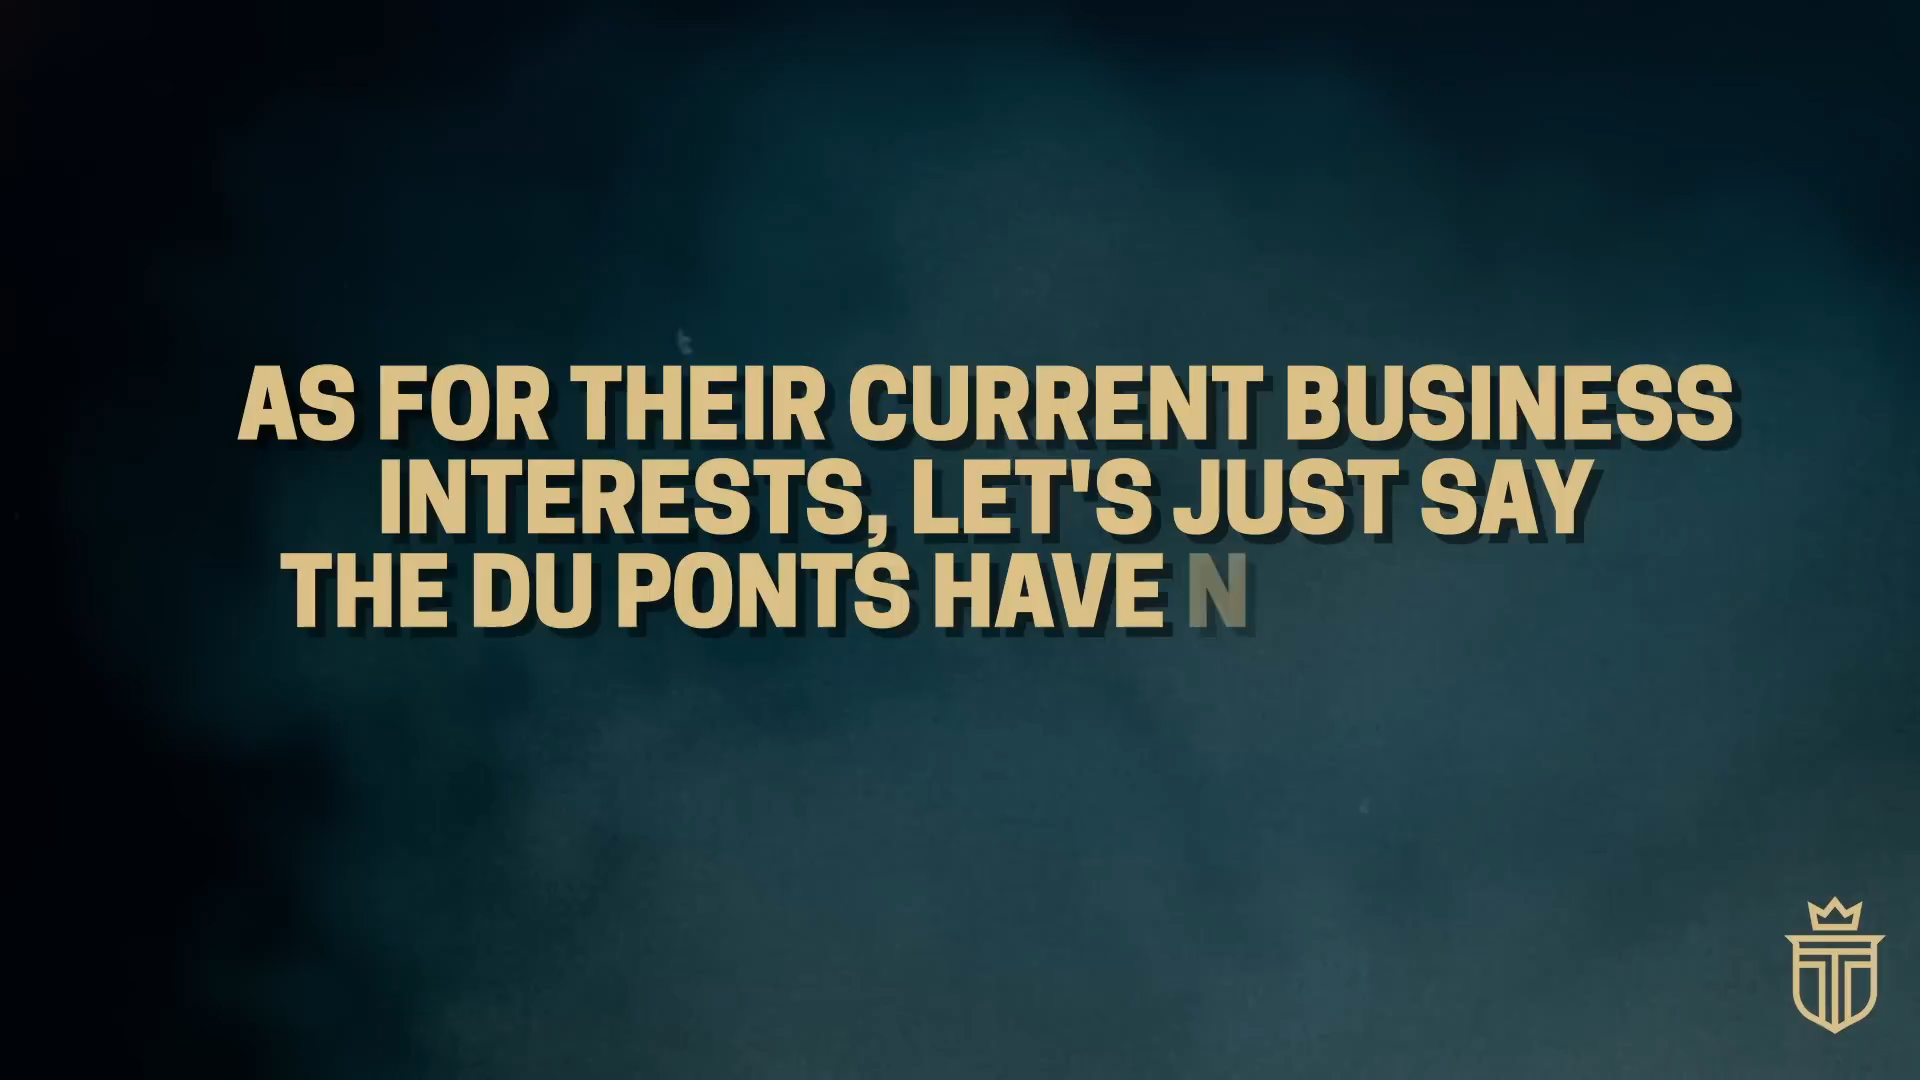 AS FOR THEIR CURRENT BUSINESS
INTERESTS, LET'S JUST SAY
THE DU PONTS HAVE N